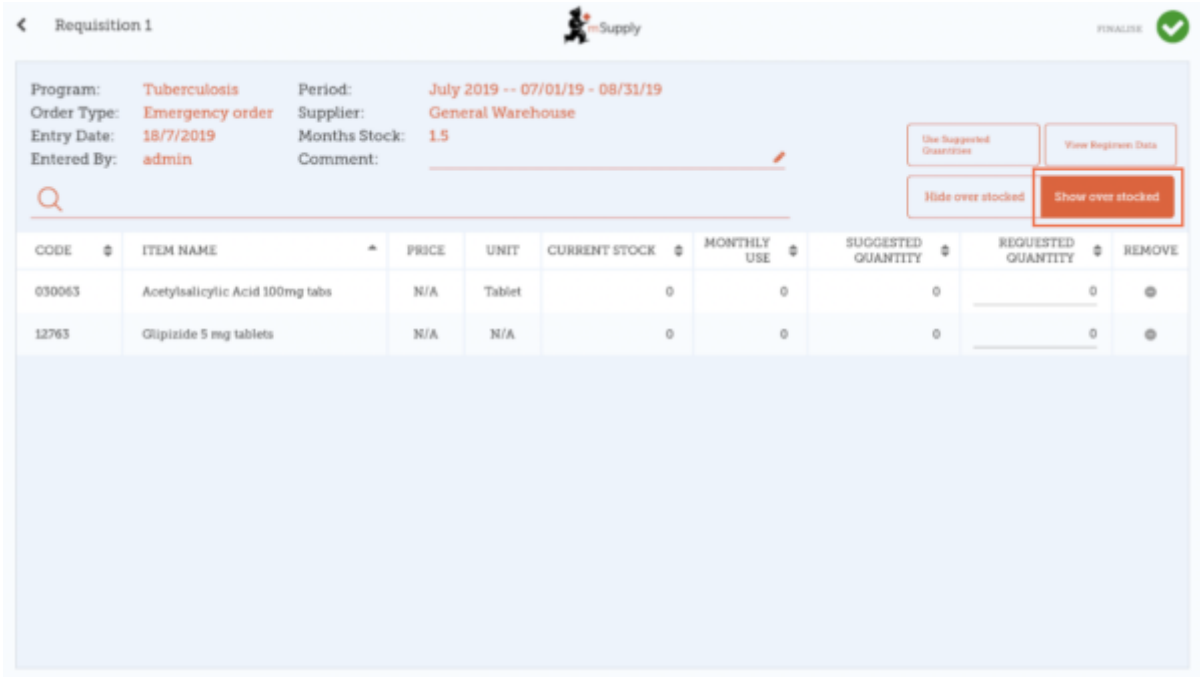 Requisition 1
mSupply
FINALISE
Program: Tuberculosis Period: July 2019 -- 07/01/19 - 08/31/19
Order Type: Emergency order Supplier: General Warehouse
Entry Date: 18/7/2019 Months Stock: 1.5
Entered By: admin Comment:
Use Suggested
Quantities
View Regimen Data
Hide over stocked Show over stocked
CODE ITEM NAME PRICE UNIT CURRENT STOCK MONTHLY USE SUGGESTED QUANTITY REQUESTED QUANTITY REMOVE
030063 Acetylsalicylic Acid 100mg tabs N/A Tablet 0 0 0 0
12763 Glipizide 5 mg tablets N/A N/A 0 0 0 0